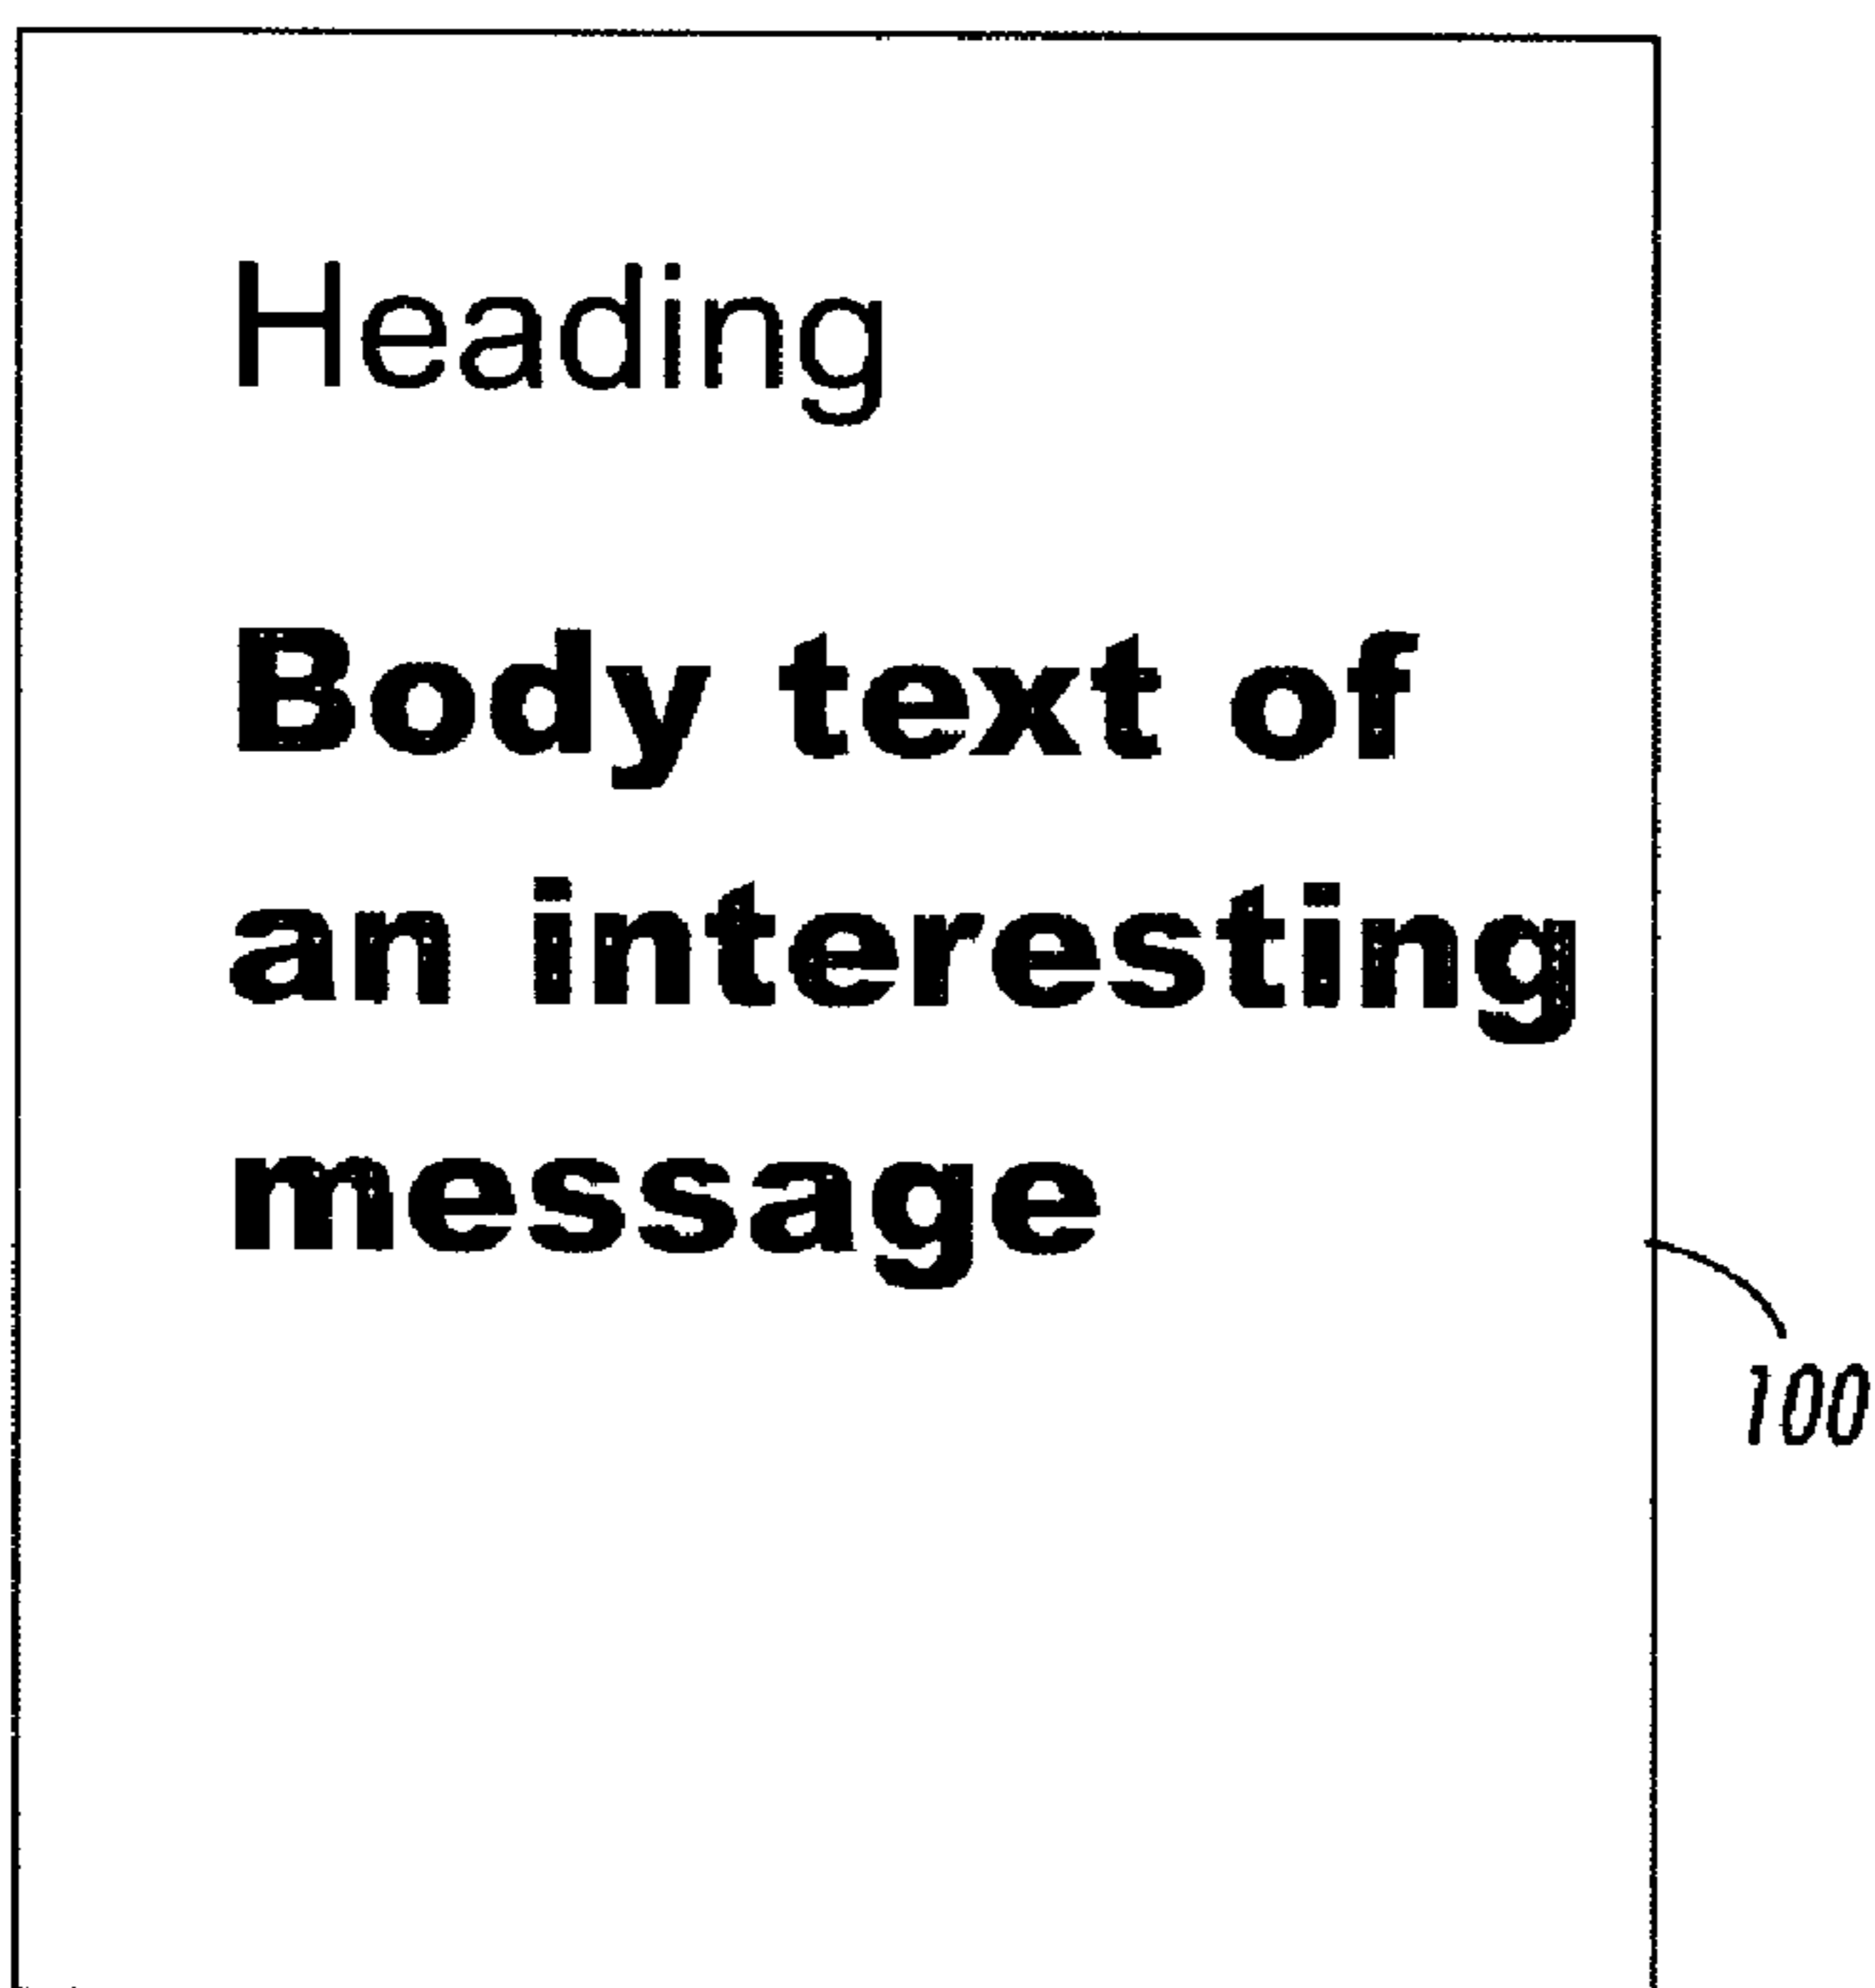 Heading
Body text of
an interesting
message
100